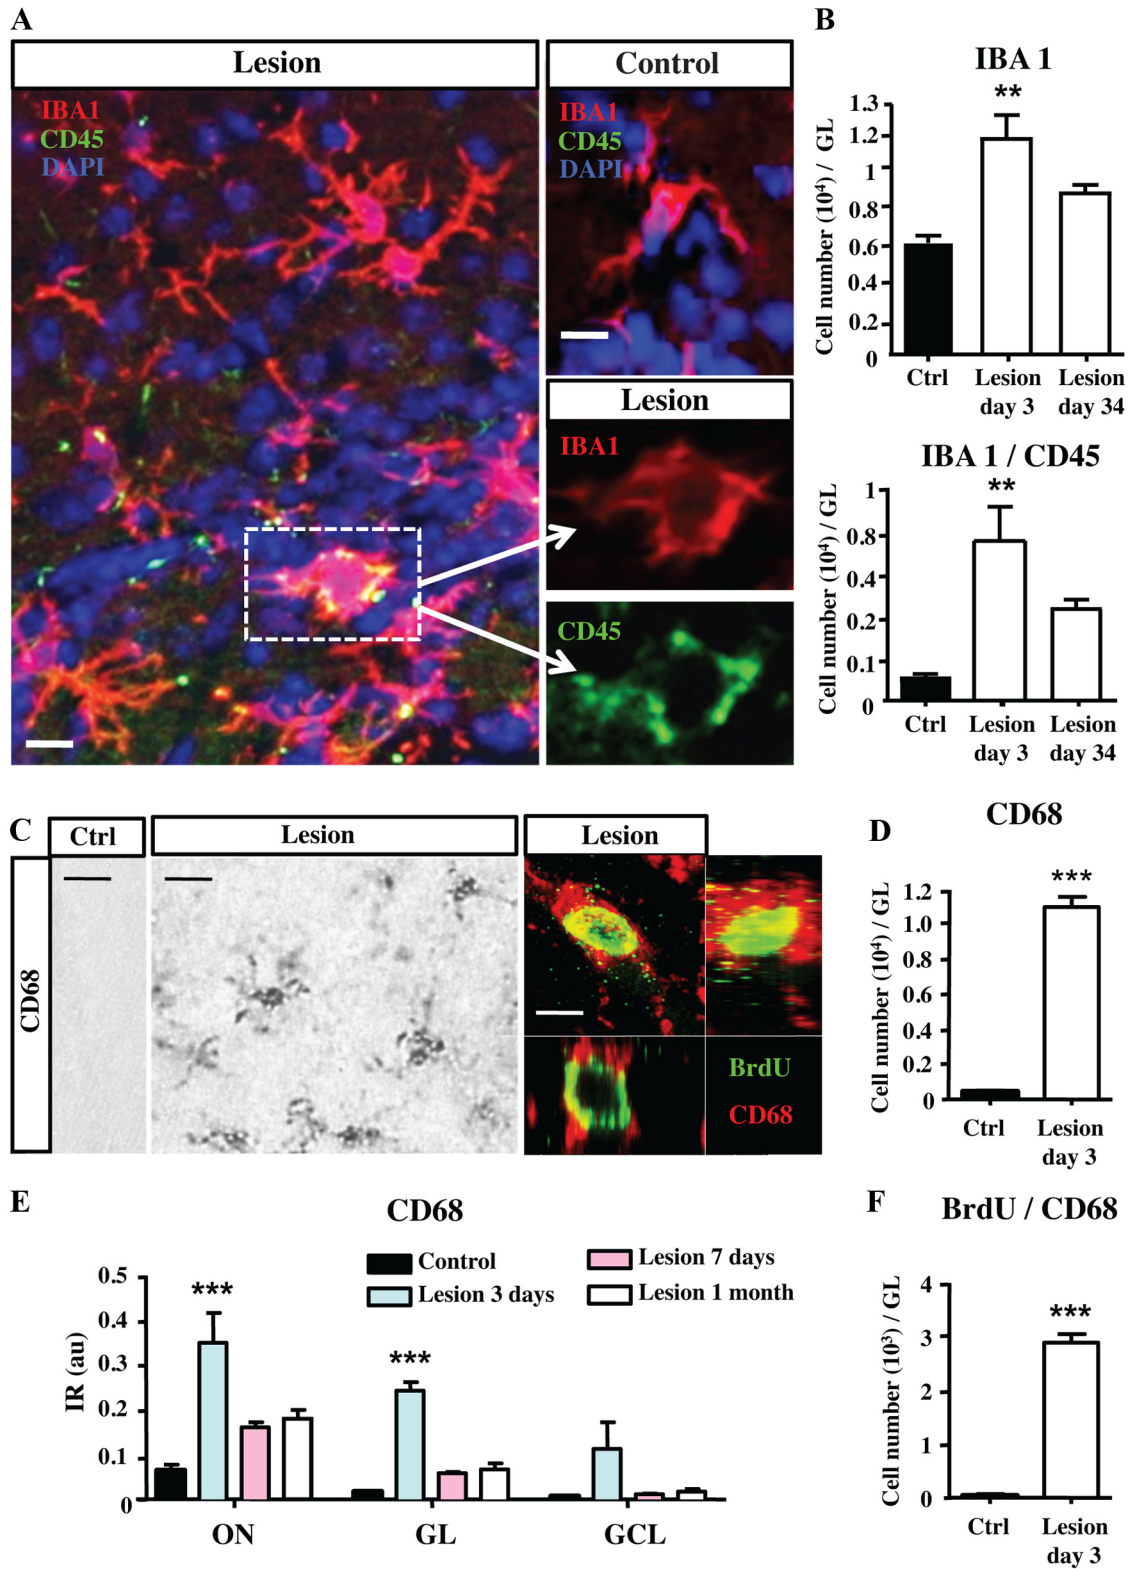 A
Lesion
IBA1
CD45
DAPI
Control
IBA1
CD45
DAPI
Lesion
IBA1
CD45
B
IBA 1
**
Cell number (10⁴) / GL
1.3
1.2
1
0.8
0.6
0.4
0.2
0
Ctrl
Lesion
day 3
Lesion
day 34
IBA 1 / CD45
**
Cell number (10⁴) / GL
1
0.8
0.4
0.2
0.1
0
Ctrl
Lesion
day 3
Lesion
day 34
C
Ctrl
Lesion
Lesion
CD68
BrdU
CD68
D
CD68
***
Cell number (10⁴) / GL
1.2
1.0
0.8
0.6
0.4
0.2
0
Ctrl
Lesion
day 3
E
CD68
Control
Lesion 3 days
Lesion 7 days
Lesion 1 month
IR (au)
0.5
0.4
0.3
0.2
0.1
0
***
***
ON
GL
GCL
F
BrdU / CD68
***
Cell number (10³) / GL
4
3
2
1
0
Ctrl
Lesion
day 3